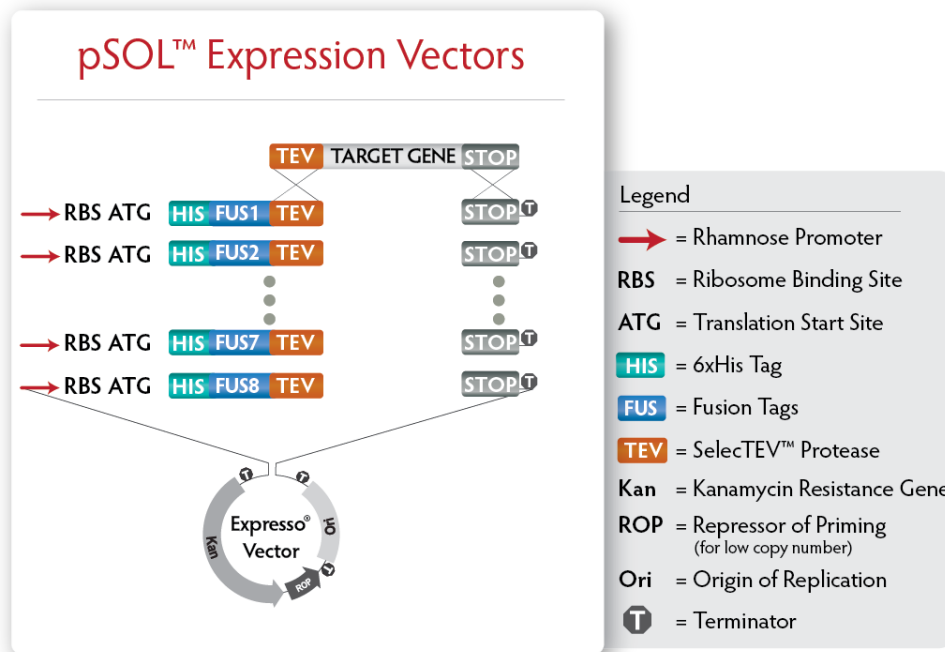 pSOL™ Expression Vectors
TEV TARGET GENE STOP
RBS ATG HIS FUS1 TEV STOP T
RBS ATG HIS FUS2 TEV STOP T
RBS ATG HIS FUS7 TEV STOP T
RBS ATG HIS FUS8 TEV STOP T
T T
Expresso®
Vector
Kan
Ori
ROP
T
Legend
= Rhamnose Promoter
RBS = Ribosome Binding Site
ATG = Translation Start Site
HIS = 6xHis Tag
FUS = Fusion Tags
TEV = SelecTEV™ Protease
Kan = Kanamycin Resistance Gene
ROP = Repressor of Priming
(for low copy number)
Ori = Origin of Replication
T = Terminator